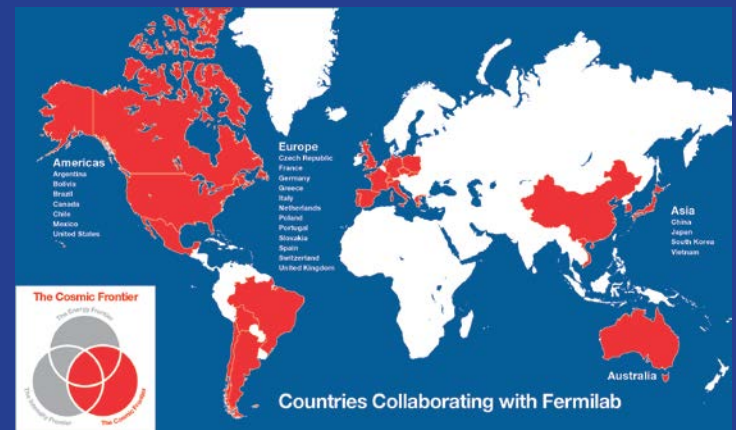 Americas
Argentina
Bolivia
Brazil
Canada
Chile
Mexico
United States
Europe
Czech Republic
France
Germany
Greece
Italy
Netherlands
Poland
Portugal
Slovakia
Spain
Switzerland
United Kingdom
Asia
China
Japan
South Korea
Vietnam
Australia
The Cosmic Frontier
The Energy Frontier
The Intensity Frontier
The Cosmic Frontier
Countries Collaborating with Fermilab